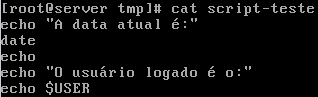 [root@server tmp]# cat script-teste
echo "A data atual é:"
date
echo
echo "O usuário logado é o:"
echo $USER